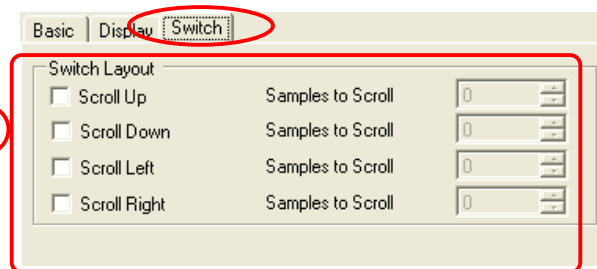 Basic Display Switch
Switch Layout
Scroll Up Samples to Scroll 0
Scroll Down Samples to Scroll 0
Scroll Left Samples to Scroll 0
Scroll Right Samples to Scroll 0